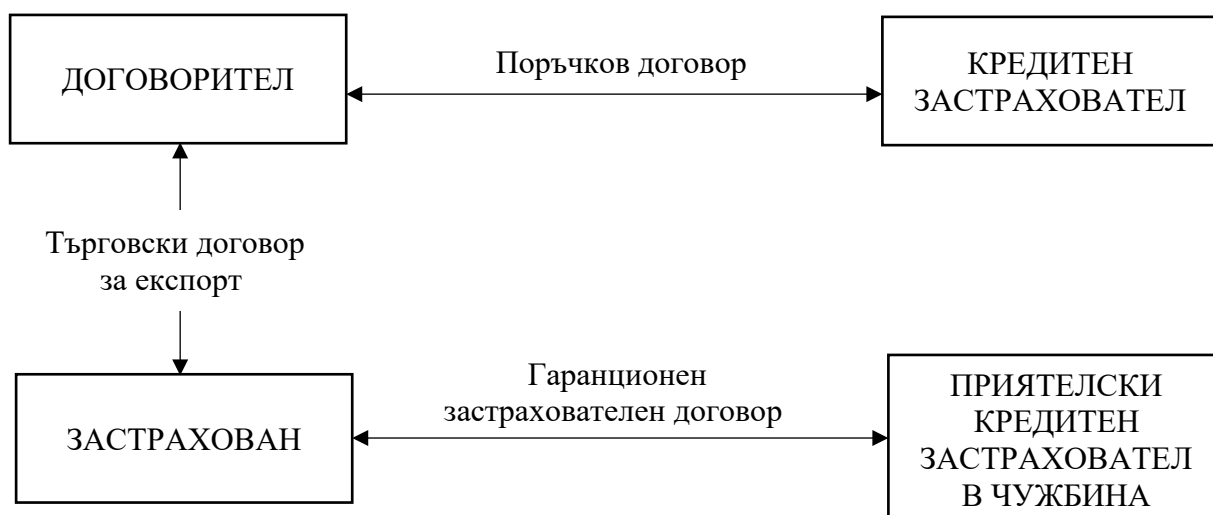 ДОГОВОРИТЕЛ
Поръчков договор
КРЕДИТЕН
ЗАСТРАХОВАТЕЛ
Търговски договор
за експорт
ЗАСТРАХОВАН
Гаранционен
застрахователен договор
ПРИЯТЕЛСКИ
КРЕДИТЕН
ЗАСТРАХОВАТЕЛ
В ЧУЖБИНА